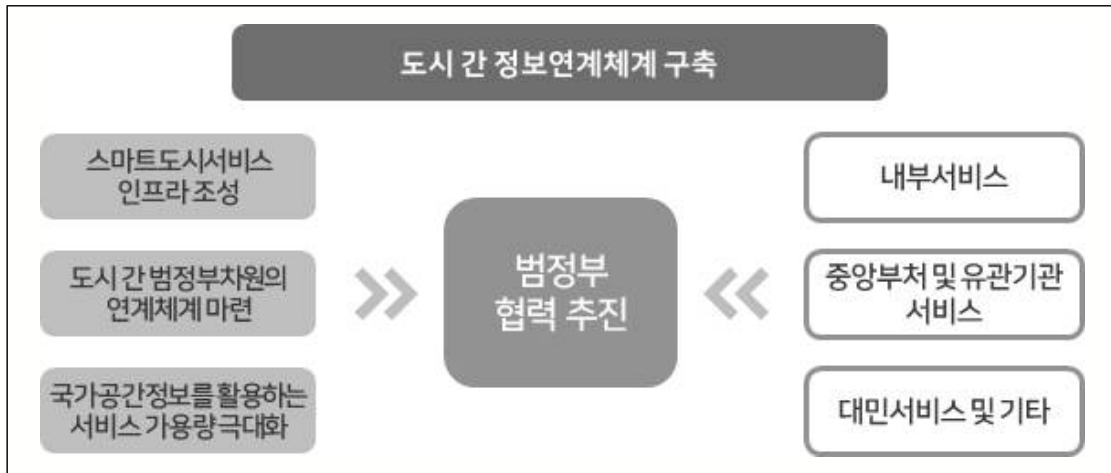 도시 간 정보연계체계 구축
스마트도시서비스
인프라 조성
도시 간 범정부차원의
연계체계 마련
국가공간정보를 활용하는
서비스 가용량 극대화
범정부
협력 추진
내부서비스
중앙부처 및 유관기관
서비스
대민서비스 및 기타